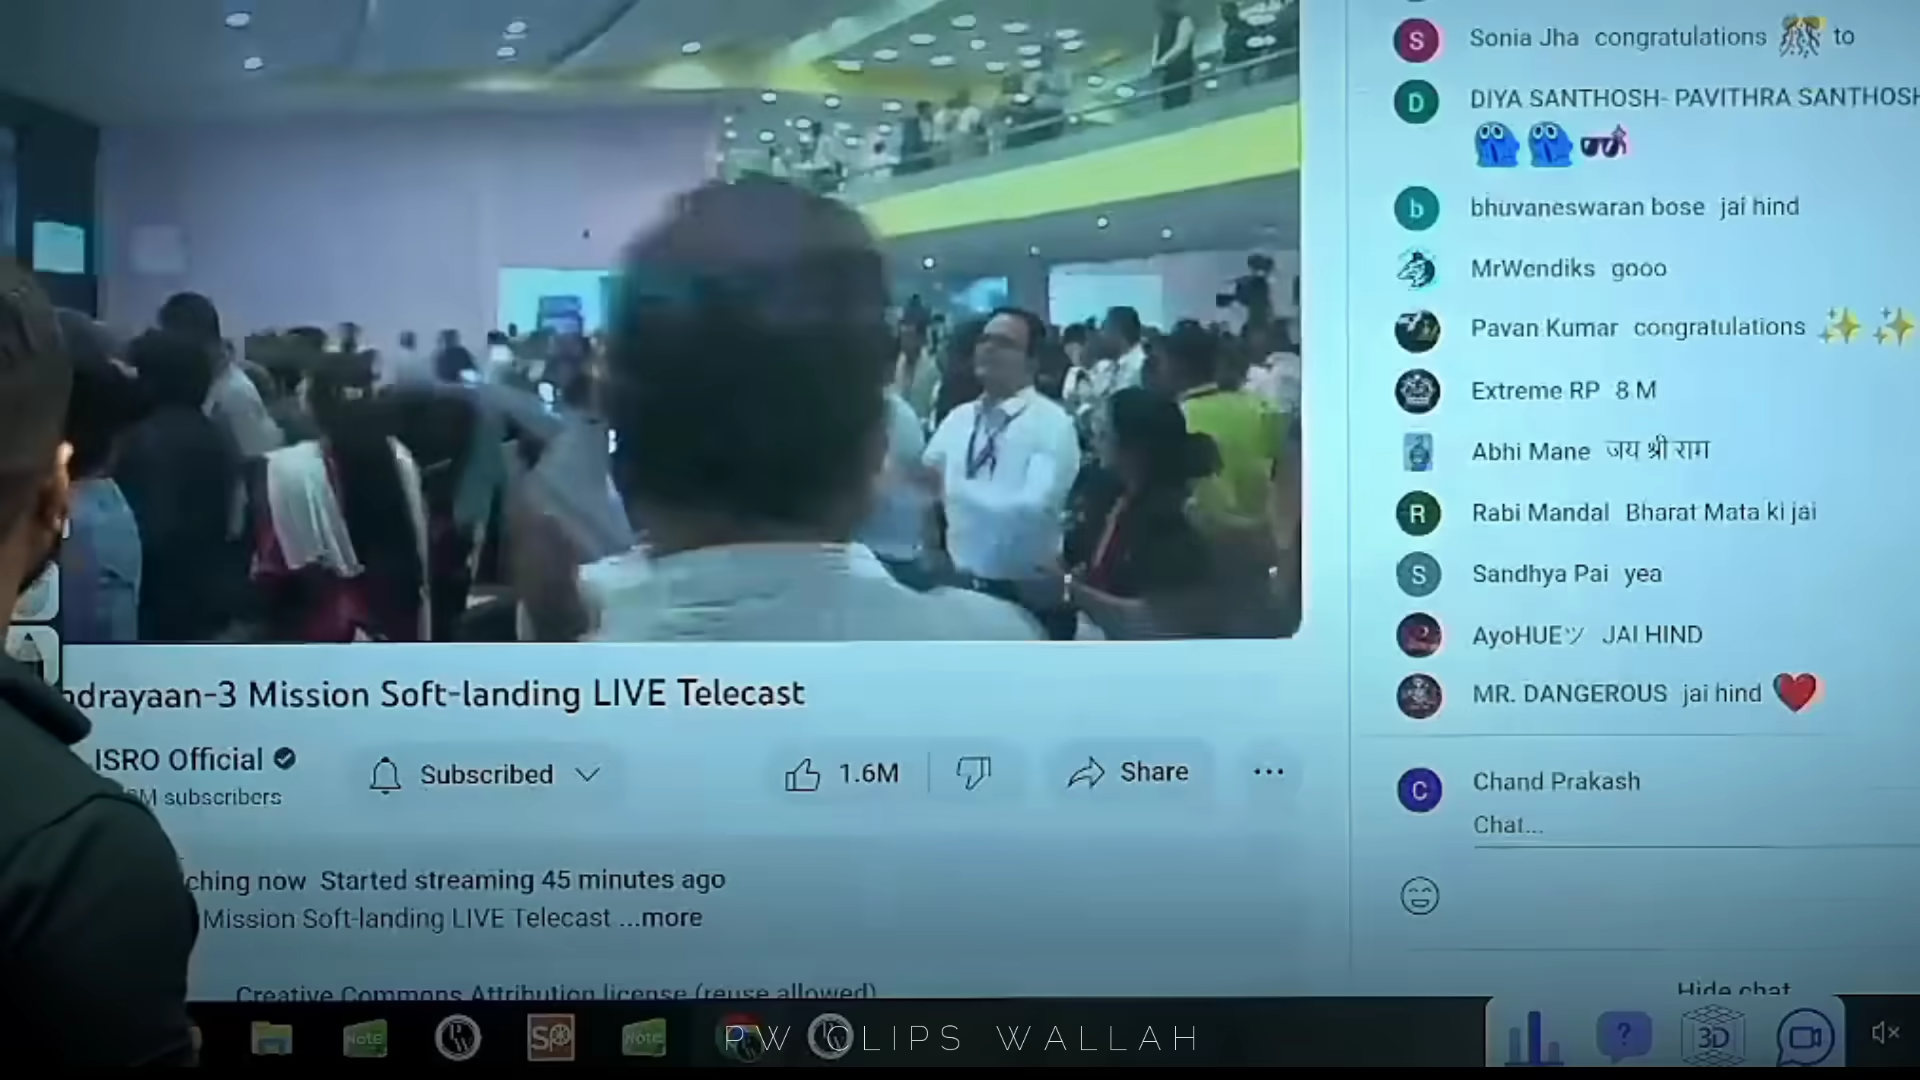 S Sonia Jha congratulations to
D DIYA SANTHOSH- PAVITHRA SANTHOSH
b bhuvaneswaran bose jai hind
MrWendiks gooo
Pavan Kumar congratulations
Extreme RP 8 M
Abhi Mane जय श्री राम
R Rabi Mandal Bharat Mata ki jai
S Sandhya Pai yea
AyoHUEツ JAI HIND
MR. DANGEROUS jai hind
C Chand Prakash
Chat...
Hide chat
ndrayaan-3 Mission Soft-landing LIVE Telecast
ISRO Official
M subscribers
Subscribed
1.6M
Share
ching now Started streaming 45 minutes ago
Mission Soft-landing LIVE Telecast ...more
Creative Commons Attribution license (reuse allowed)
Note
SP
Note
PW CLIPS WALLAH
?
3D